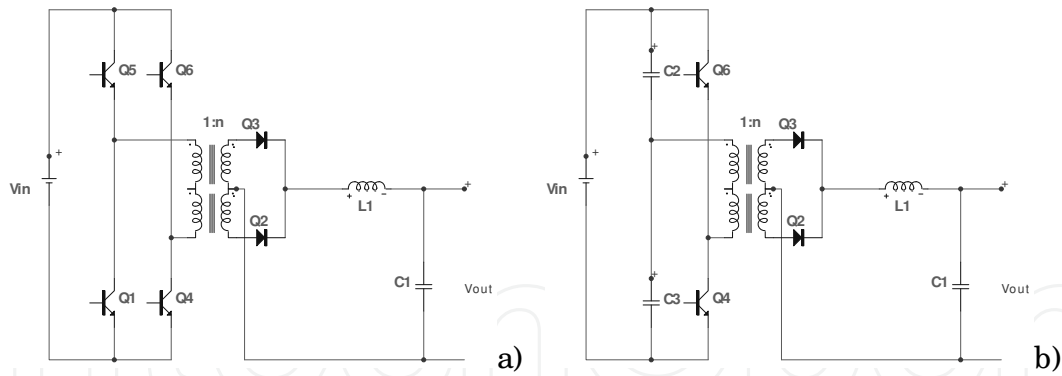 Q5
Q6
1:n
Q3
+
Vin
+ L1 -
+
Q2
Q1
Q4
C1
Vout
a)
+
C2
Q6
1:n
Q3
+
Vin
+ L1 -
+
Q2
+
C3
Q4
C1
Vout
b)